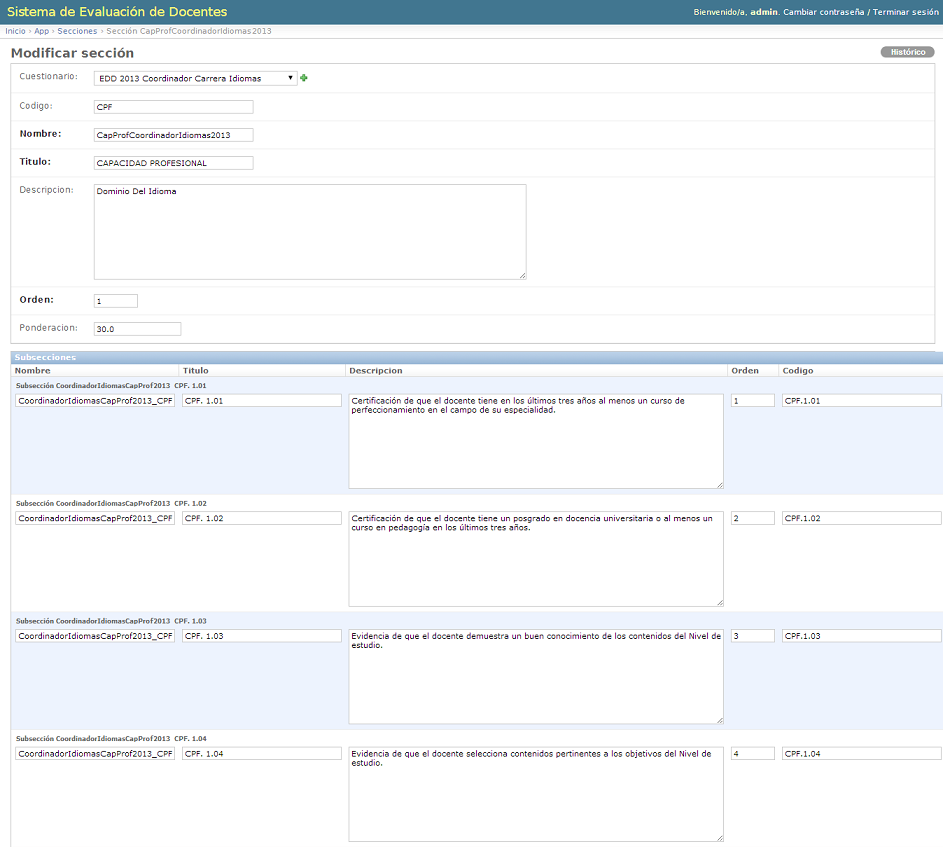 Sistema de Evaluación de Docentes
Bienvenido/a, admin. Cambiar contraseña / Terminar sesión
Inicio › App › Secciones › Sección CapProfCoordinadorIdiomas2013
Modificar sección
Histórico
Cuestionario: EDD 2013 Coordinador Carrera Idiomas
Codigo: CPF
Nombre: CapProfCoordinadorIdiomas2013
Titulo: CAPACIDAD PROFESIONAL
Descripcion: Dominio Del Idioma
Orden: 1
Ponderacion: 30.0
Subsecciones
Nombre Titulo Descripcion Orden Codigo
Subsección CoordinadorIdiomasCapProf2013 CPF. 1.01
CoordinadorIdiomasCapProf2013_CPF CPF. 1.01 Certificación de que el docente tiene en los últimos tres años al menos un curso de 1 CPF.1.01
perfeccionamiento en el campo de su especialidad.
Subsección CoordinadorIdiomasCapProf2013 CPF. 1.02
CoordinadorIdiomasCapProf2013_CPF CPF. 1.02 Certificación de que el docente tiene un posgrado en docencia universitaria o al menos un 2 CPF.1.02
curso en pedagogía en los últimos tres años.
Subsección CoordinadorIdiomasCapProf2013 CPF. 1.03
CoordinadorIdiomasCapProf2013_CPF CPF. 1.03 Evidencia de que el docente demuestra un buen conocimiento de los contenidos del Nivel de 3 CPF.1.03
estudio.
Subsección CoordinadorIdiomasCapProf2013 CPF. 1.04
CoordinadorIdiomasCapProf2013_CPF CPF. 1.04 Evidencia de que el docente selecciona contenidos pertinentes a los objetivos del Nivel de 4 CPF.1.04
estudio.